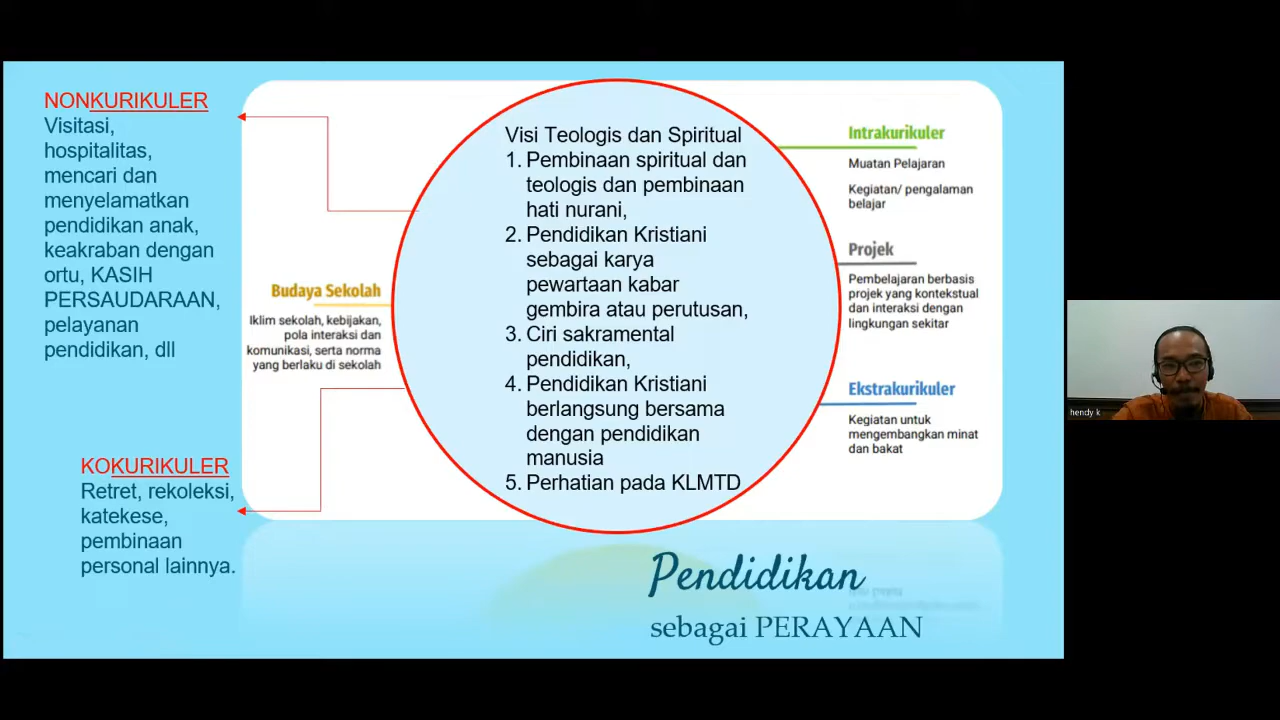 NONKURIKULER
Visitasi,
hospitalitas,
mencari dan
menyelamatkan
pendidikan anak,
keakraban dengan
ortu, KASIH
PERSAUDARAAN,
pelayanan
pendidikan, dll
KOKURIKULER
Retret, rekoleksi,
katekese,
pembinaan
personal lainnya.
Budaya Sekolah
Iklim sekolah, kebijakan,
pola interaksi dan
komunikasi, serta norma
yang berlaku di sekolah
Visi Teologis dan Spiritual
1. Pembinaan spiritual dan
teologis dan pembinaan
hati nurani,
2. Pendidikan Kristiani
sebagai karya
pewartaan kabar
gembira atau perutusan,
3. Ciri sakramental
pendidikan,
4. Pendidikan Kristiani
berlangsung bersama
dengan pendidikan
manusia
5. Perhatian pada KLMTD
Intrakurikuler
Muatan Pelajaran
Kegiatan/ pengalaman
belajar
Projek
Pembelajaran berbasis
projek yang kontekstual
dan interaksi dengan
lingkungan sekitar
Ekstrakurikuler
Kegiatan untuk
mengembangkan minat
dan bakat
Pendidikan
sebagai PERAYAAN
hendy k